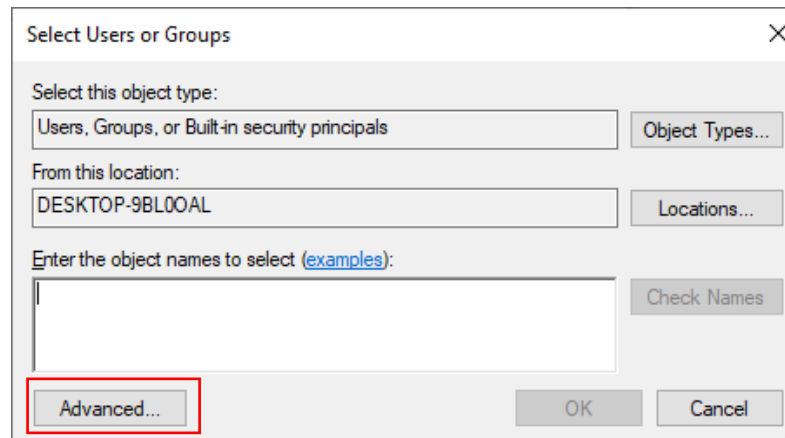 Select Users or Groups
Select this object type:
Users, Groups, or Built-in security principals
Object Types...
From this location:
DESKTOP-9BL0OAL
Locations...
Enter the object names to select (examples):
Check Names
Advanced...
OK
Cancel